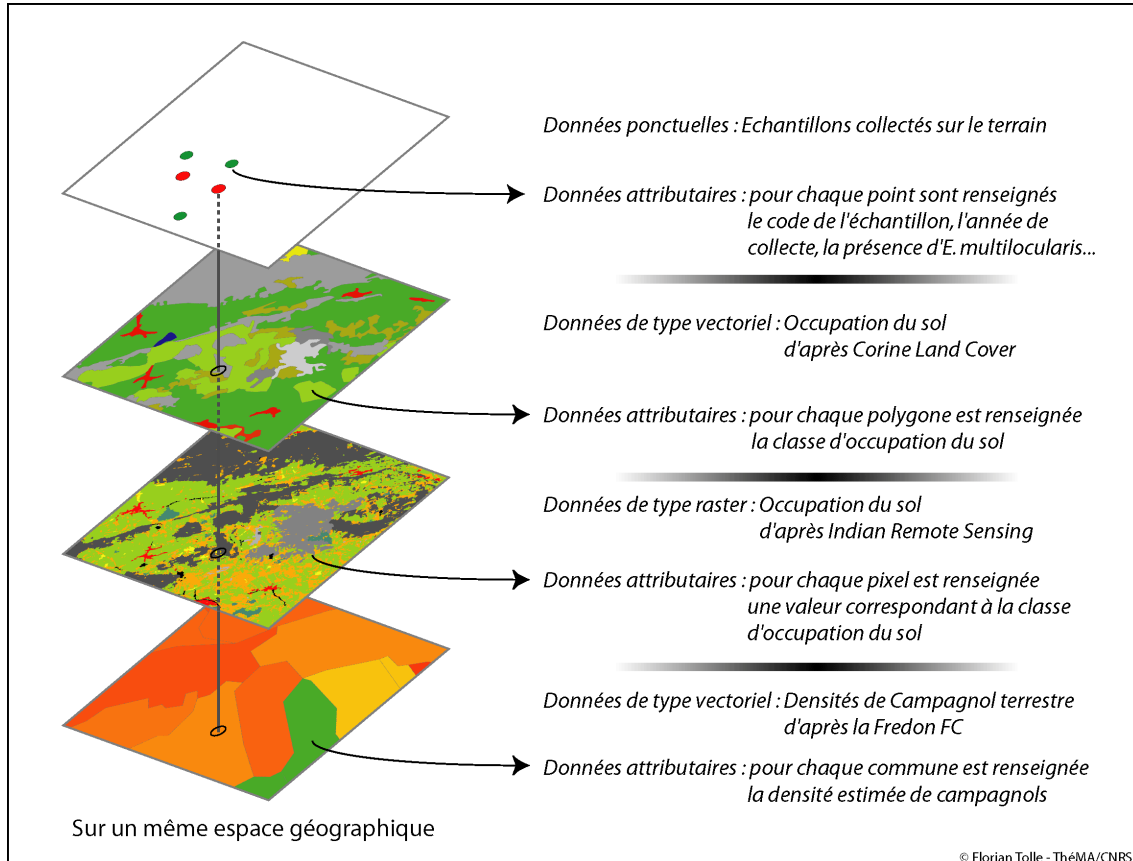 Données ponctuelles : Echantillons collectés sur le terrain
Données attributaires : pour chaque point sont renseignés
le code de l'échantillon, l'année de
collecte, la présence d'E. multilocularis...
Données de type vectoriel : Occupation du sol
d'après Corine Land Cover
Données attributaires : pour chaque polygone est renseignée
la classe d'occupation du sol
Données de type raster : Occupation du sol
d'après Indian Remote Sensing
Données attributaires : pour chaque pixel est renseignée
une valeur correspondant à la classe
d'occupation du sol
Données de type vectoriel : Densités de Campagnol terrestre
d'après la Fredon FC
Données attributaires : pour chaque commune est renseignée
la densité estimée de campagnols
Sur un même espace géographique
© Florian Tolle - ThéMA/CNRS